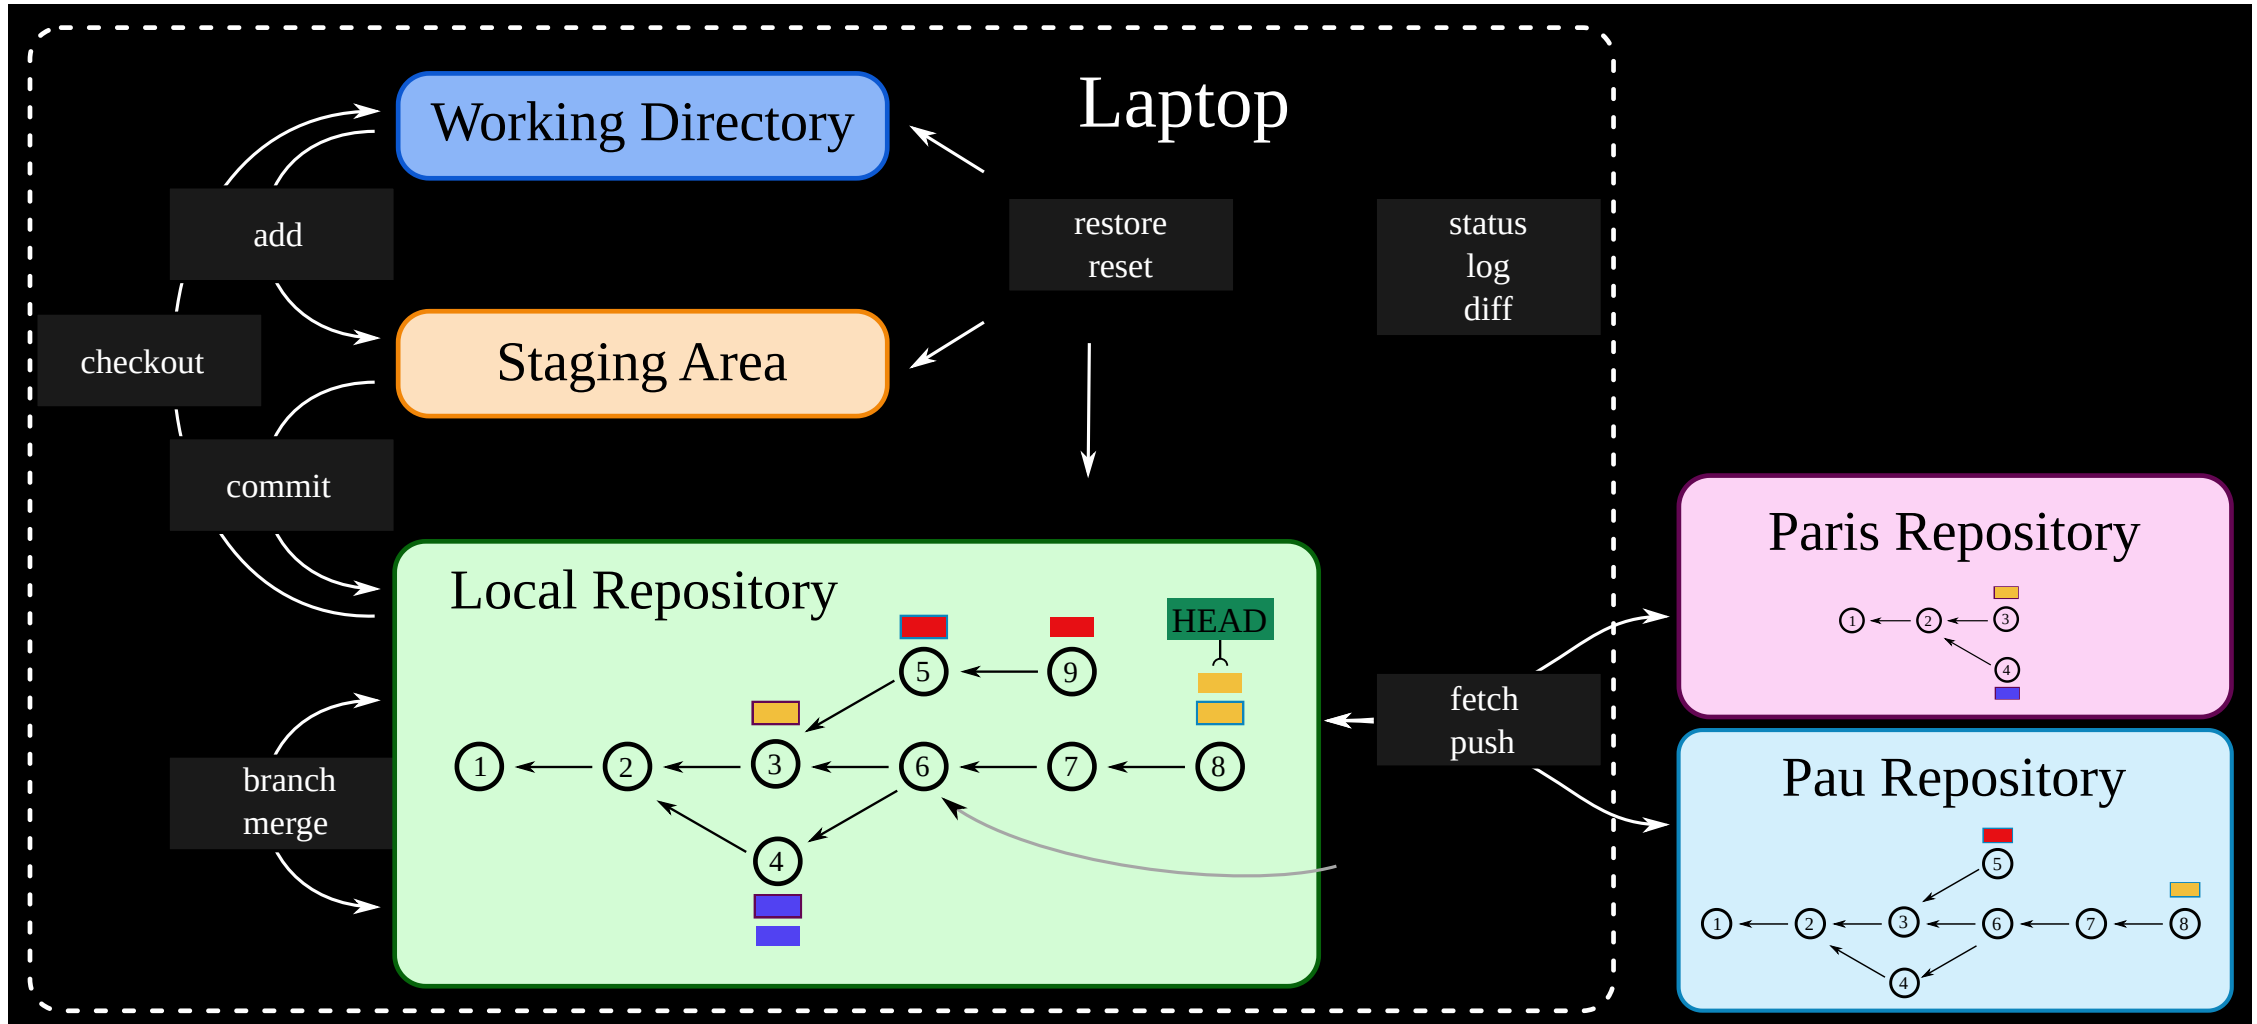 Laptop
Working Directory
add
restore
reset
status
log
diff
checkout
Staging Area
commit
Local Repository
HEAD
5
9
1
2
3
6
7
8
4
branch
merge
fetch
push
Paris Repository
1
2
3
4
Pau Repository
5
1
2
3
6
7
8
4